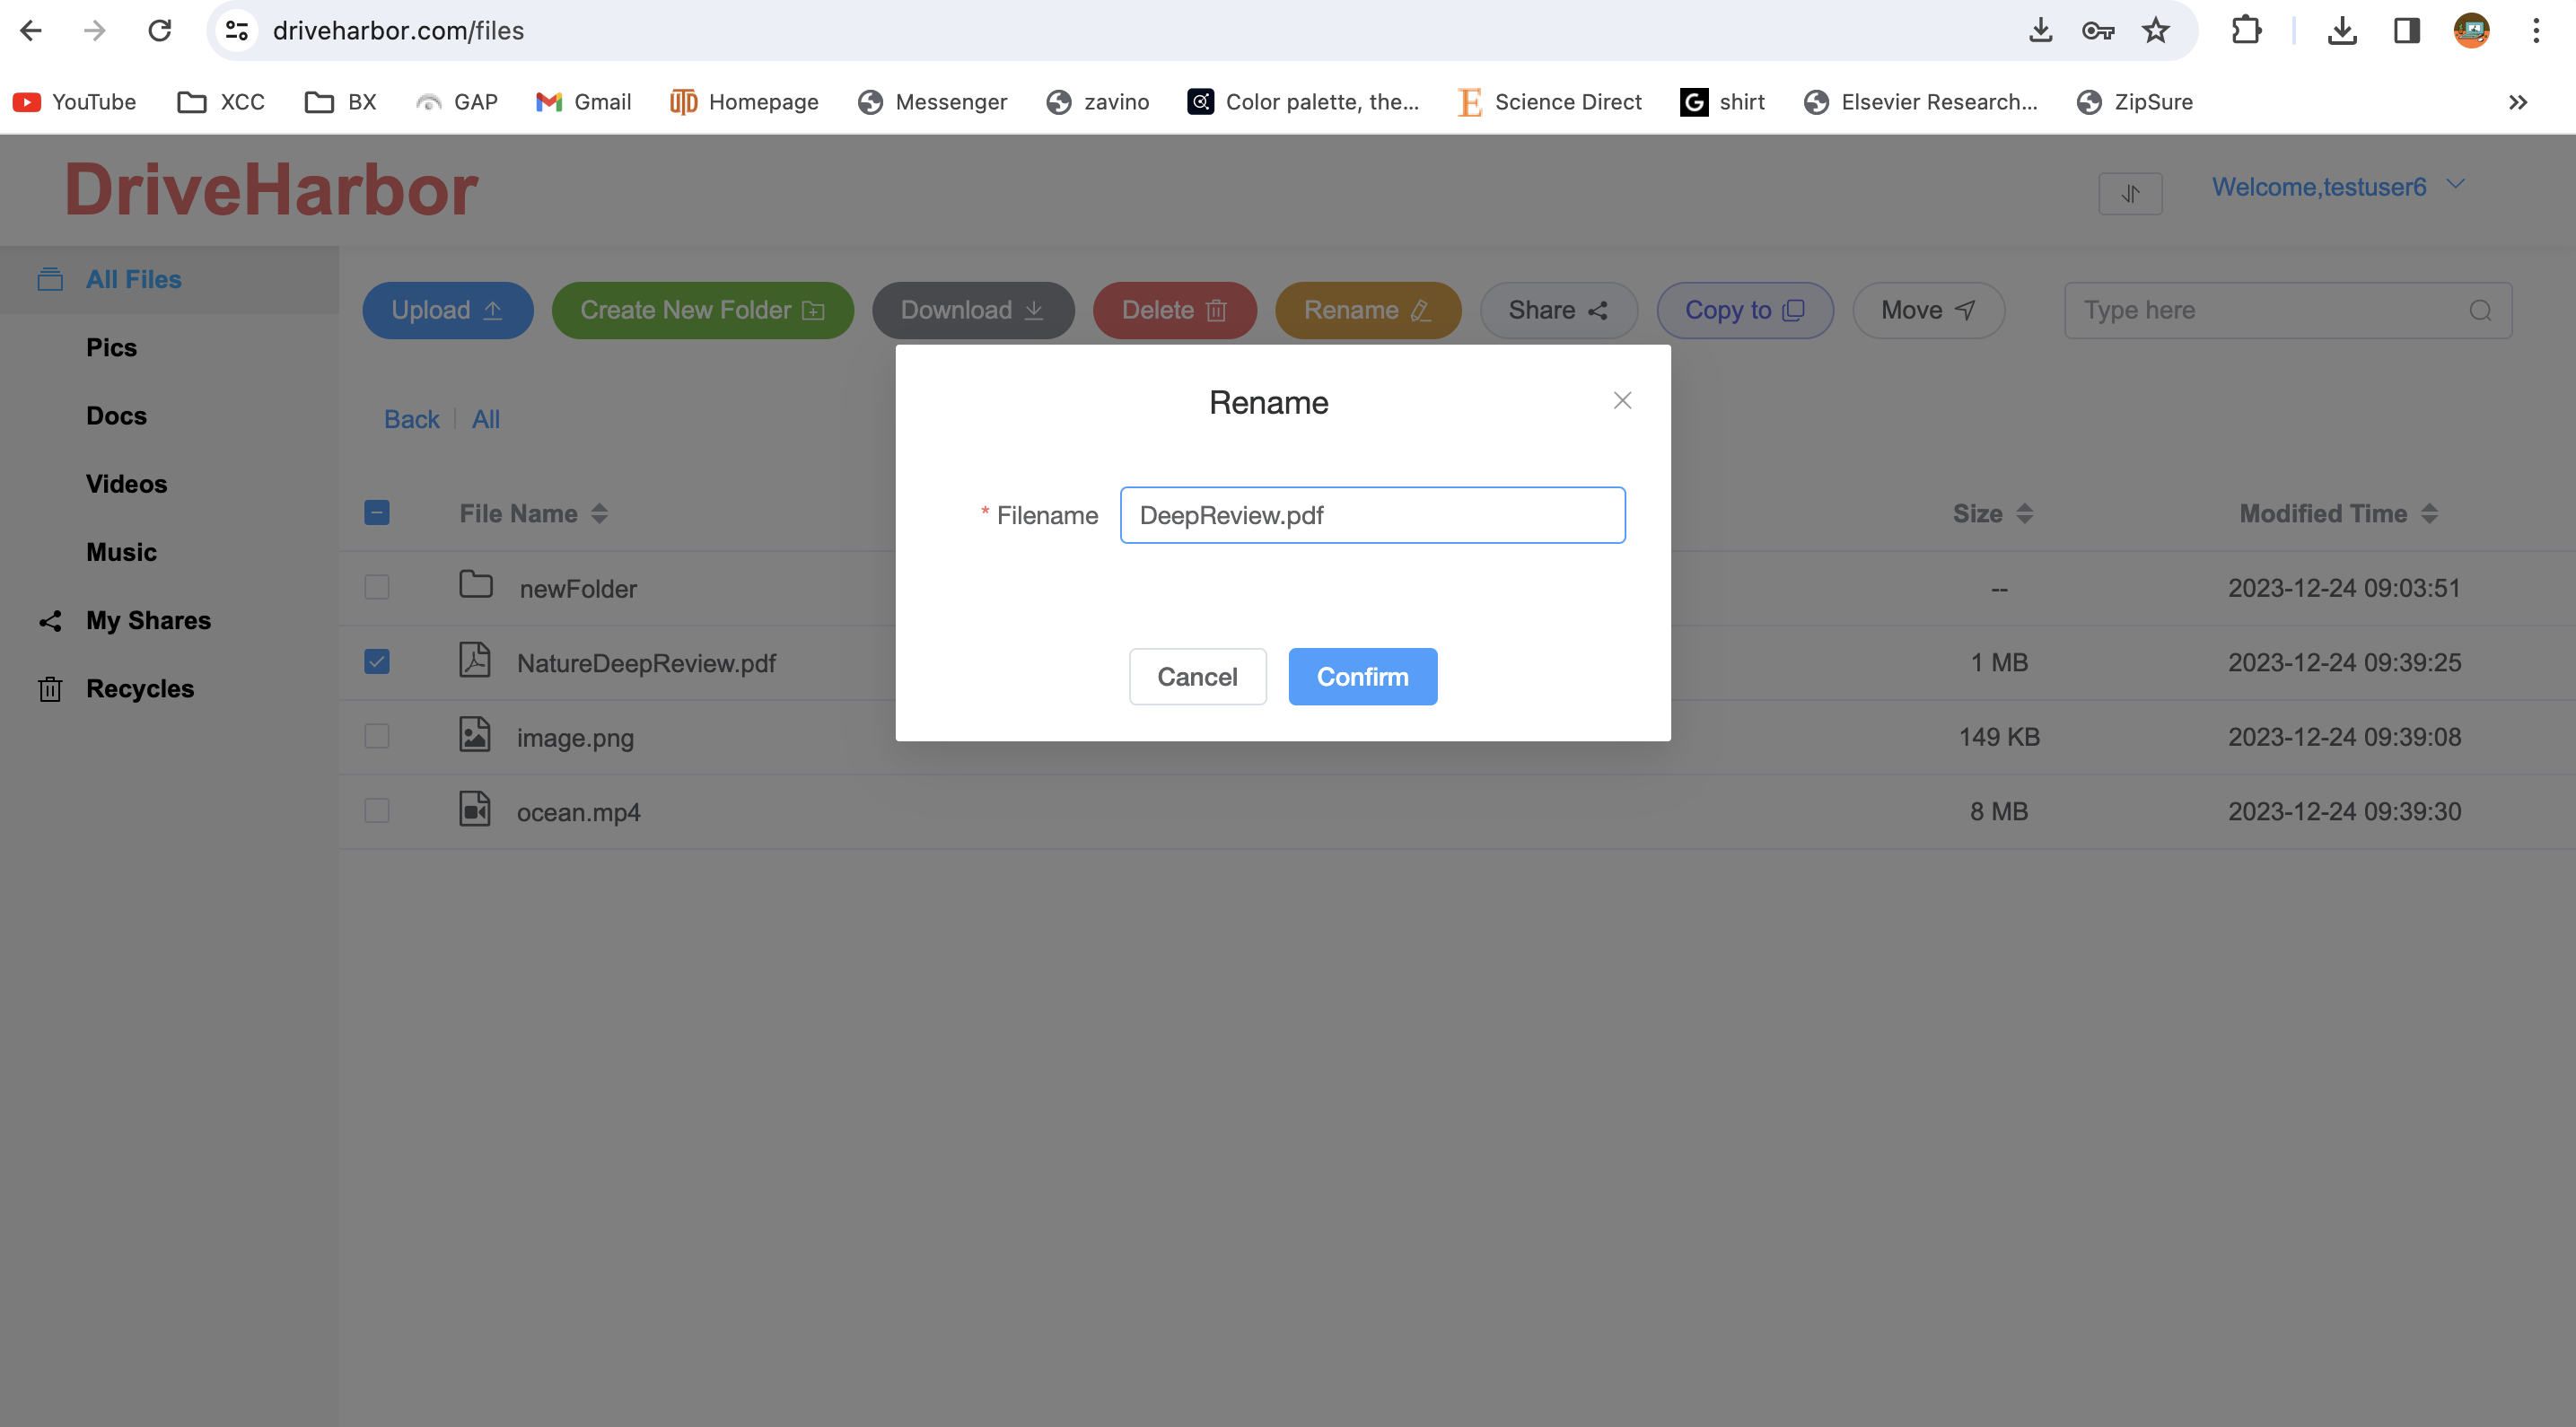 driveharbor.com/files
YouTube XCC BX GAP Gmail Homepage Messenger zavino Color palette, the... Science Direct shirt Elsevier Research... ZipSure
DriveHarbor
Welcome,testuser6
All Files
Pics
Docs
Videos
Music
My Shares
Recycles
Upload Create New Folder Download Delete Rename Share Copy to Move Type here
Back All
File Name Size Modified Time
newFolder -- 2023-12-24 09:03:51
NatureDeepReview.pdf 1 MB 2023-12-24 09:39:25
image.png 149 KB 2023-12-24 09:39:08
ocean.mp4 8 MB 2023-12-24 09:39:30
Rename
* Filename DeepReview.pdf
Cancel Confirm